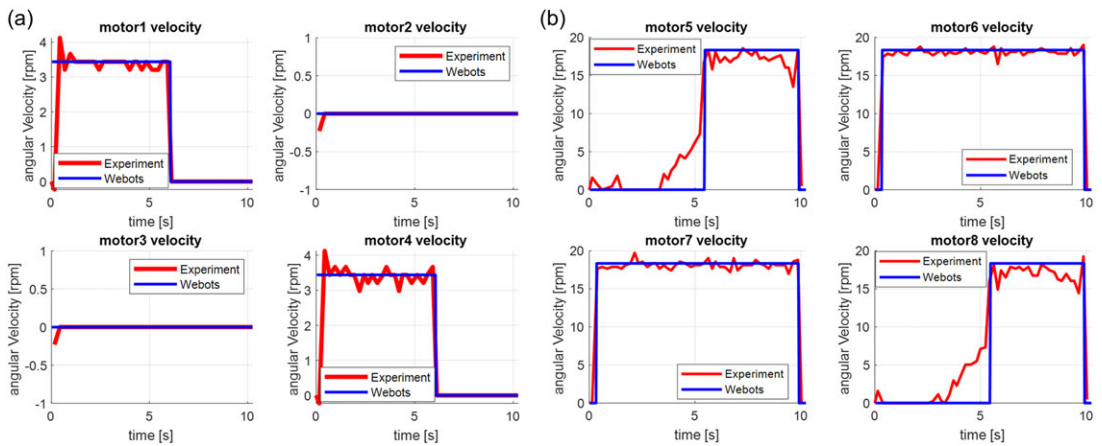 (a)
motor1 velocity
angular Velocity [rpm]
4
3
2
1
0
Experiment
Webots
0
5
10
time [s]
motor2 velocity
angular Velocity [rpm]
1
0.5
0
-0.5
-1
Experiment
Webots
0
5
10
time [s]
motor3 velocity
angular Velocity [rpm]
1
0.5
0
-0.5
-1
Experiment
Webots
0
5
10
time [s]
motor4 velocity
angular Velocity [rpm]
4
3
2
1
0
Experiment
Webots
0
5
10
time [s]
(b)
motor5 velocity
angular Velocity [rpm]
20
15
10
5
0
Experiment
Webots
0
5
10
time [s]
motor6 velocity
angular Velocity [rpm]
20
15
10
5
0
Experiment
Webots
0
5
10
time [s]
motor7 velocity
angular Velocity [rpm]
20
15
10
5
0
Experiment
Webots
0
5
10
time [s]
motor8 velocity
angular Velocity [rpm]
20
15
10
5
0
Experiment
Webots
0
5
10
time [s]